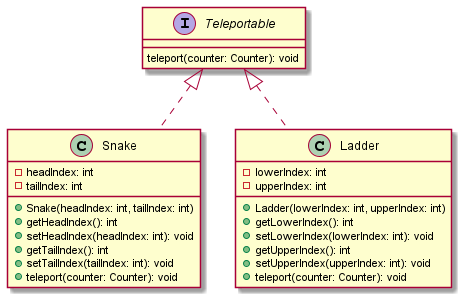 I Teleportable
teleport(counter: Counter): void
C Snake
headIndex: int
tailIndex: int
Snake(headIndex: int, tailIndex: int)
getHeadIndex(): int
setHeadIndex(headIndex: int): void
getTailIndex(): int
setTailIndex(tailIndex: int): void
teleport(counter: Counter): void
C Ladder
lowerIndex: int
upperIndex: int
Ladder(lowerIndex: int, upperIndex: int)
getLowerIndex(): int
setLowerIndex(lowerIndex: int): void
getUpperIndex(): int
setUpperIndex(upperIndex: int): void
teleport(counter: Counter): void